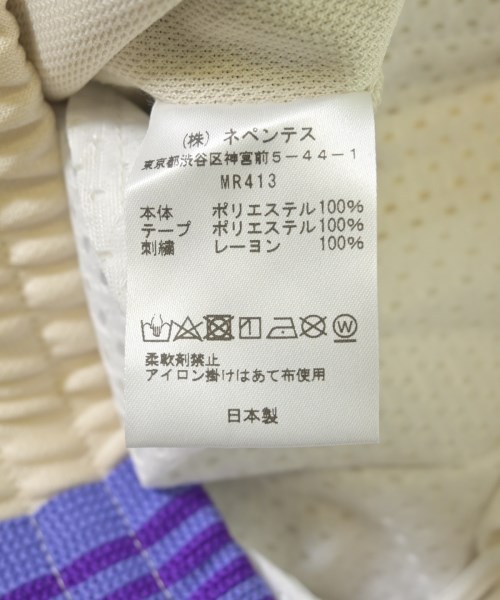 (株) ネペンテス
東京都渋谷区神宮前5-44-1
MR413
本体 ポリエステル100%
テープ ポリエステル100%
刺繍 レーヨン 100%
W
柔軟剤禁止
アイロン掛けはあて布使用
日本製